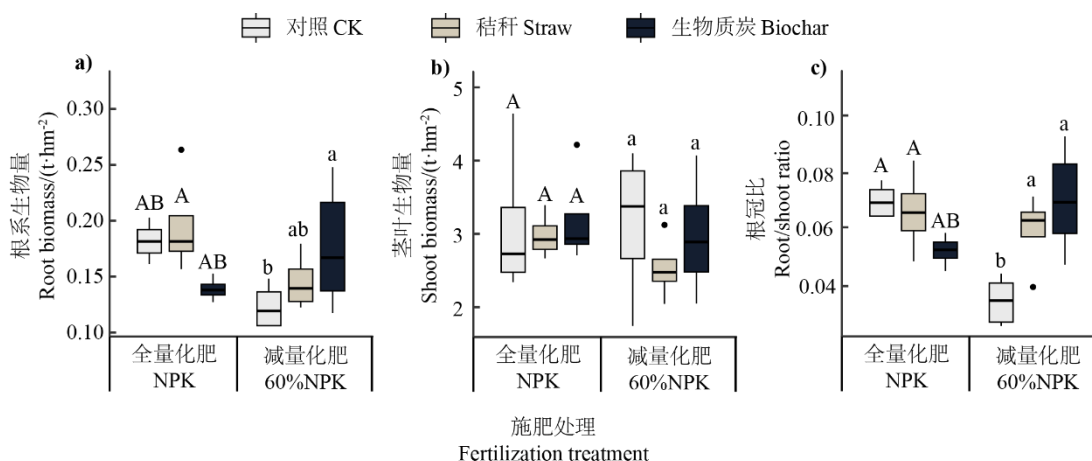 对照 CK 秸秆 Straw 生物质炭 Biochar
a)
根系生物量
Root biomass/(t·hm⁻²)
0.30
0.25
0.20
0.15
0.10
AB A AB b ab a
全量化肥
NPK
减量化肥
60%NPK
b)
茎叶生物量
Shoot biomass/(t·hm⁻²)
5
4
3
2
A A A a a a
全量化肥
NPK
减量化肥
60%NPK
c)
根冠比
Root/shoot ratio
0.10
0.08
0.06
0.04
A A AB b a a
全量化肥
NPK
减量化肥
60%NPK
施肥处理
Fertilization treatment